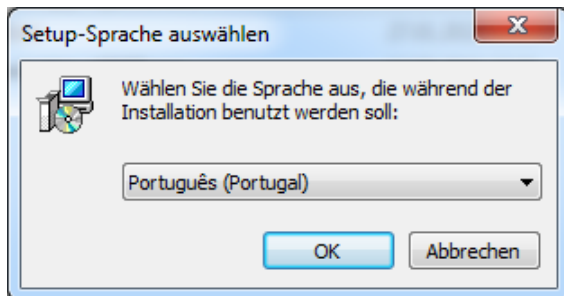 Setup-Sprache auswählen
Wählen Sie die Sprache aus, die während der
Installation benutzt werden soll:
Português (Portugal)
OK
Abbrechen